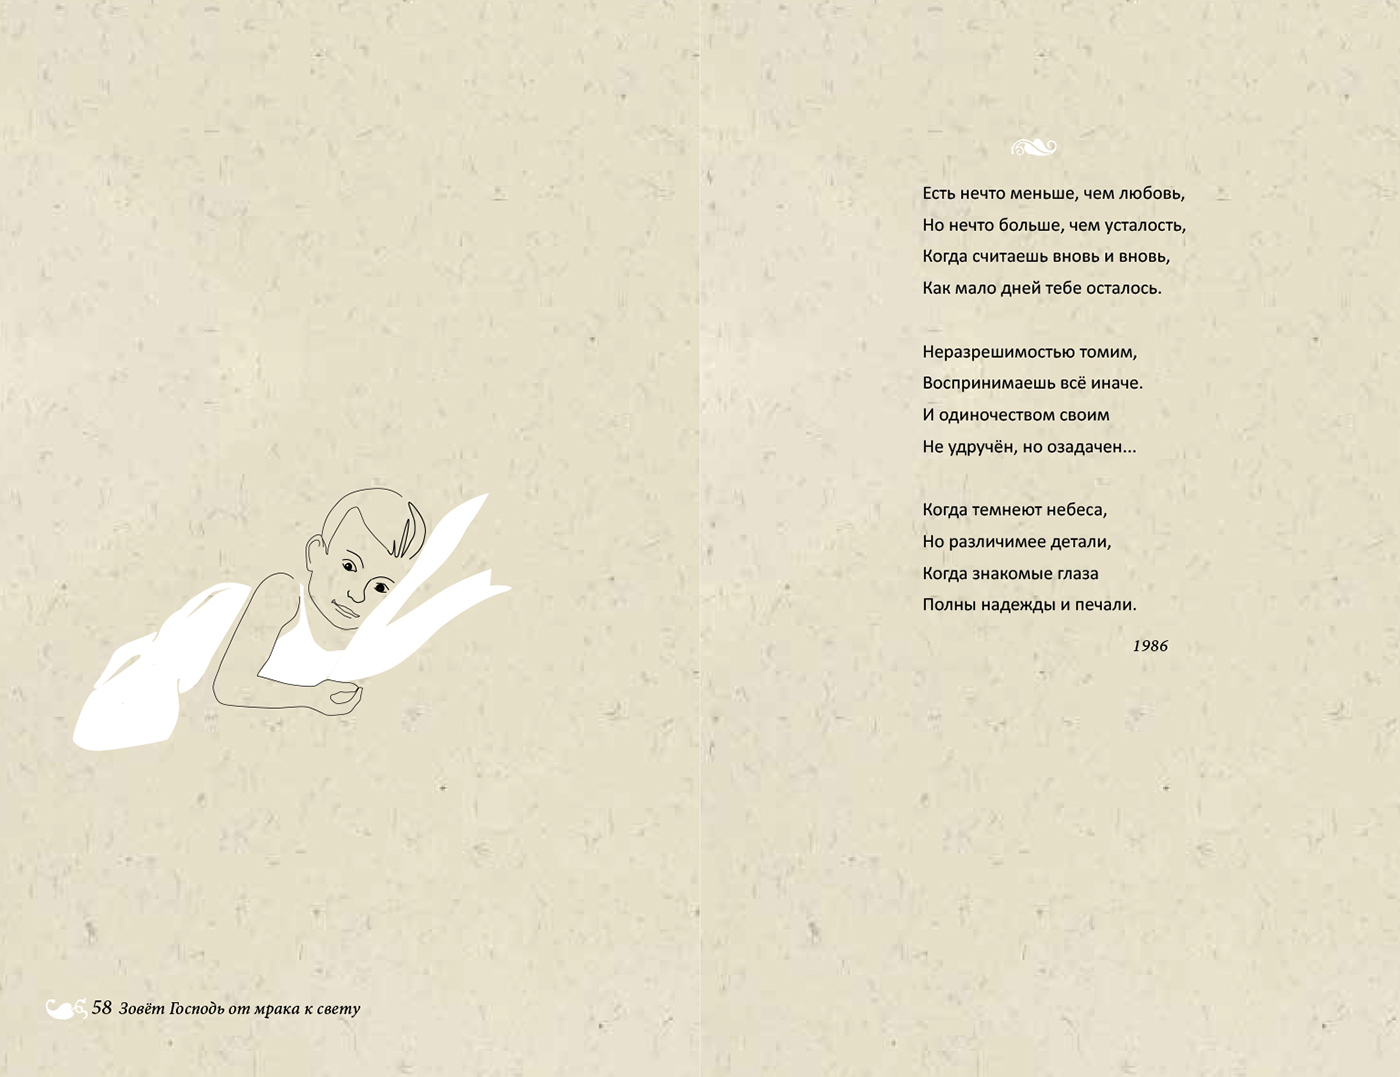 58 Зовёт Господь от мрака к свету
Есть нечто меньше, чем любовь,
Но нечто больше, чем усталость,
Когда считаешь вновь и вновь,
Как мало дней тебе осталось.
Неразрешимостью томим,
Воспринимаешь всё иначе.
И одиночеством своим
Не удручён, но озадачен...
Когда темнеют небеса,
Но различимее детали,
Когда знакомые глаза
Полны надежды и печали.
1986